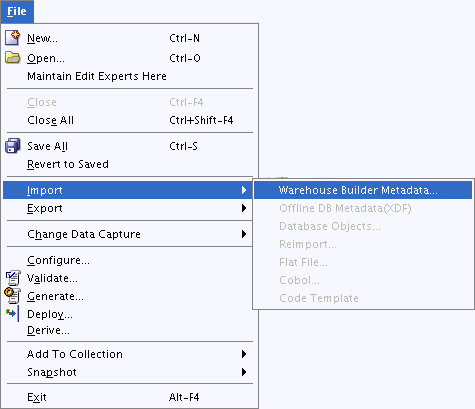 File
New... Ctrl-N
Open... Ctrl-O
Maintain Edit Experts Here
Close Ctrl-F4
Close All Ctrl+Shift-F4
Save All Ctrl-S
Revert to Saved
Import
Export
Change Data Capture
Configure...
Validate...
Generate...
Deploy...
Derive...
Add To Collection
Snapshot
Exit Alt-F4
Warehouse Builder Metadata...
Offline DB Metadata(XDF)
Database Objects...
Reimport...
Flat File...
Cobol...
Code Template